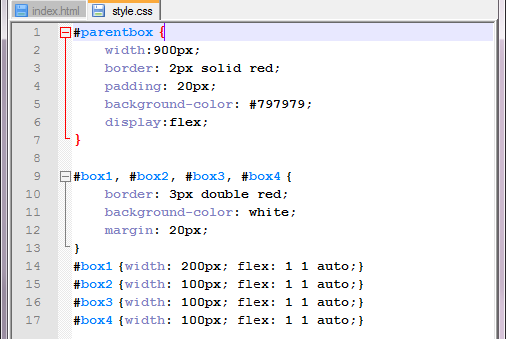 index.html style.css
1 #parentbox {
2 width:900px;
3 border: 2px solid red;
4 padding: 20px;
5 background-color: #797979;
6 display:flex;
7 }
8
9 #box1, #box2, #box3, #box4 {
10 border: 3px double red;
11 background-color: white;
12 margin: 20px;
13 }
14 #box1 {width: 200px; flex: 1 1 auto;}
15 #box2 {width: 100px; flex: 1 1 auto;}
16 #box3 {width: 100px; flex: 1 1 auto;}
17 #box4 {width: 100px; flex: 1 1 auto;}